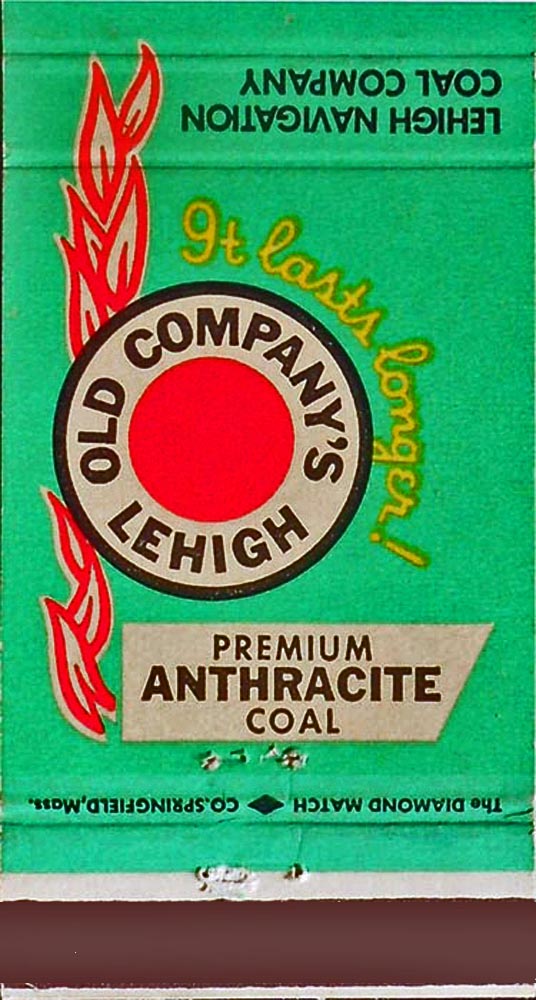 LEHIGH NAVIGATION
COAL COMPANY
It lasts longer!
OLD COMPANY'S
LEHIGH
PREMIUM
ANTHRACITE
COAL
The DIAMOND MATCH CO. SPRINGFIELD, Mass.